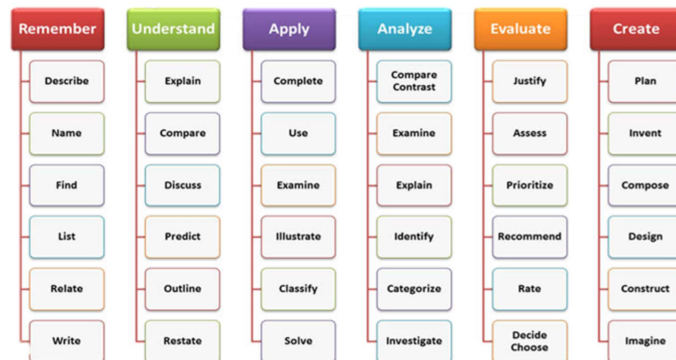 Remember
Understand
Apply
Analyze
Evaluate
Create
Describe
Explain
Complete
Compare
Contrast
Justify
Plan
Name
Compare
Use
Examine
Assess
Invent
Find
Discuss
Examine
Explain
Prioritize
Compose
List
Predict
Illustrate
Identify
Recommend
Design
Relate
Outline
Classify
Categorize
Rate
Construct
Write
Restate
Solve
Investigate
Decide
Choose
Imagine